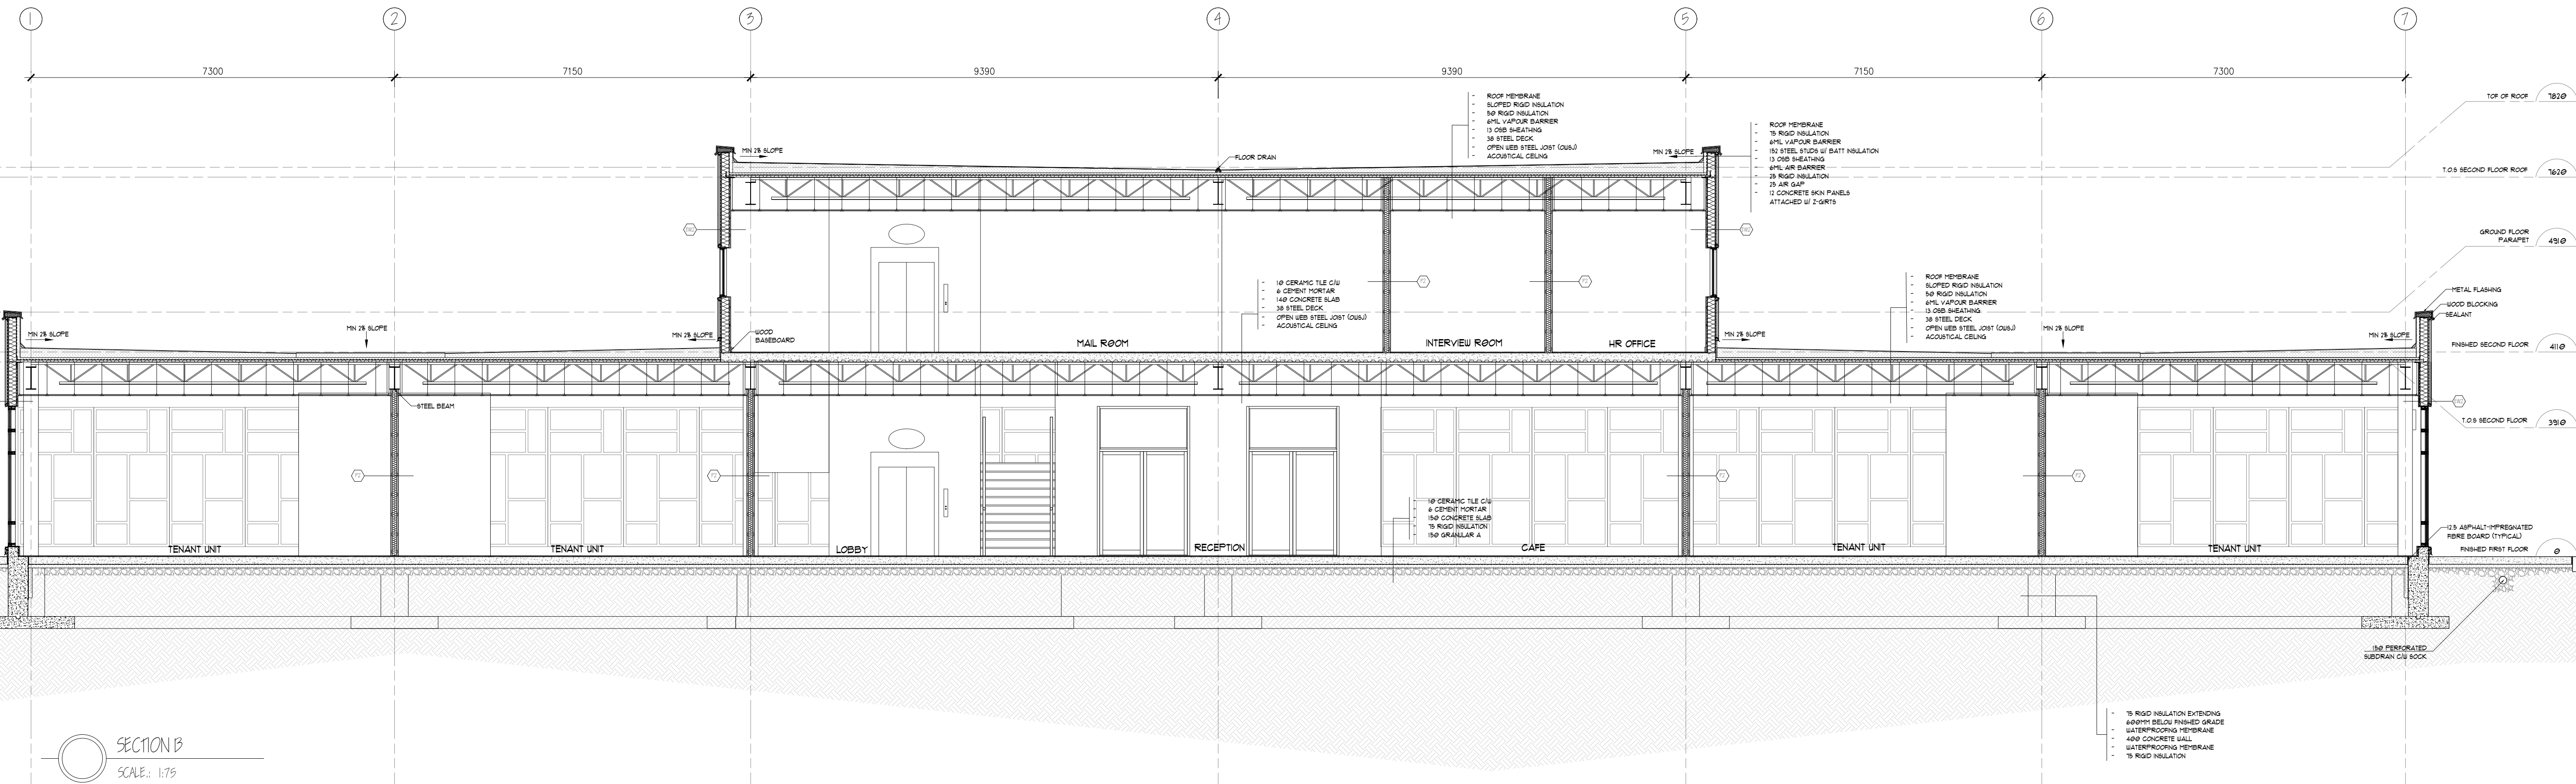 1 2 3 4 5 6 7
7300 7150 9390 9390 7150 7300
- ROOF MEMBRANE
- SLOPED RIGID INSULATION
- 50 RIGID INSULATION
- 6MIL VAPOUR BARRIER
- 13 OSB SHEATHING
- 38 STEEL DECK
- OPEN WEB STEEL JOIST (OWSJ)
- ACOUSTICAL CEILING
- ROOF MEMBRANE
- 75 RIGID INSULATION
- 6MIL VAPOUR BARRIER
- 152 STEEL STUDS W/ BATT INSULATION
- 13 OSB SHEATHING
- 6MIL AIR BARRIER
- 25 RIGID INSULATION
- 25 AIR GAP
- 12 CONCRETE SKIN PANELS
ATTACHED W/ Z-GIRTS
TOF OF ROOF 7820
T.O.S SECOND FLOOR ROOF 7620
GROUND FLOOR
PARAPET 4910
FINISHED SECOND FLOOR 4110
T.O.S SECOND FLOOR 3910
FINISHED FIRST FLOOR 0
MIN 2% SLOPE
FLOOR DRAIN
MIN 2% SLOPE
EW2
EW2
P2
P2
- 10 CERAMIC TILE C/W
- 6 CEMENT MORTAR
- 140 CONCRETE SLAB
- 38 STEEL DECK
- OPEN WEB STEEL JOIST (OWSJ)
- ACOUSTICAL CEILING
- ROOF MEMBRANE
- SLOPED RIGID INSULATION
- 50 RIGID INSULATION
- 6MIL VAPOUR BARRIER
- 13 OSB SHEATHING
- 38 STEEL DECK
- OPEN WEB STEEL JOIST (OWSJ)
- ACOUSTICAL CEILING
METAL FLASHING
WOOD BLOCKING
SEALANT
MIN 2% SLOPE
MIN 2% SLOPE
MIN 2% SLOPE
WOOD
BASEBOARD
MAIL ROOM
INTERVIEW ROOM
HR OFFICE
MIN 2% SLOPE
MIN 2% SLOPE
MIN 2% SLOPE
STEEL BEAM
EW2
P2
P2
P2
P2
- 10 CERAMIC TILE C/W
- 6 CEMENT MORTAR
- 150 CONCRETE SLAB
- 75 RIGID INSULATION
- 150 GRANULAR A
12.5 ASPHALT-IMPREGNATED
FIBRE BOARD (TYPICAL)
TENANT UNIT
TENANT UNIT
LOBBY
RECEPTION
CAFE
TENANT UNIT
TENANT UNIT
150 PERFORATED
SUBDRAIN C/W SOCK
- 75 RIGID INSULATION EXTENDING
- 600MM BELOW FINISHED GRADE
- WATERPROOFING MEMBRANE
- 400 CONCRETE WALL
- WATERPROOFING MEMBRANE
- 75 RIGID INSULATION
SECTION B
SCALE.: 1:75